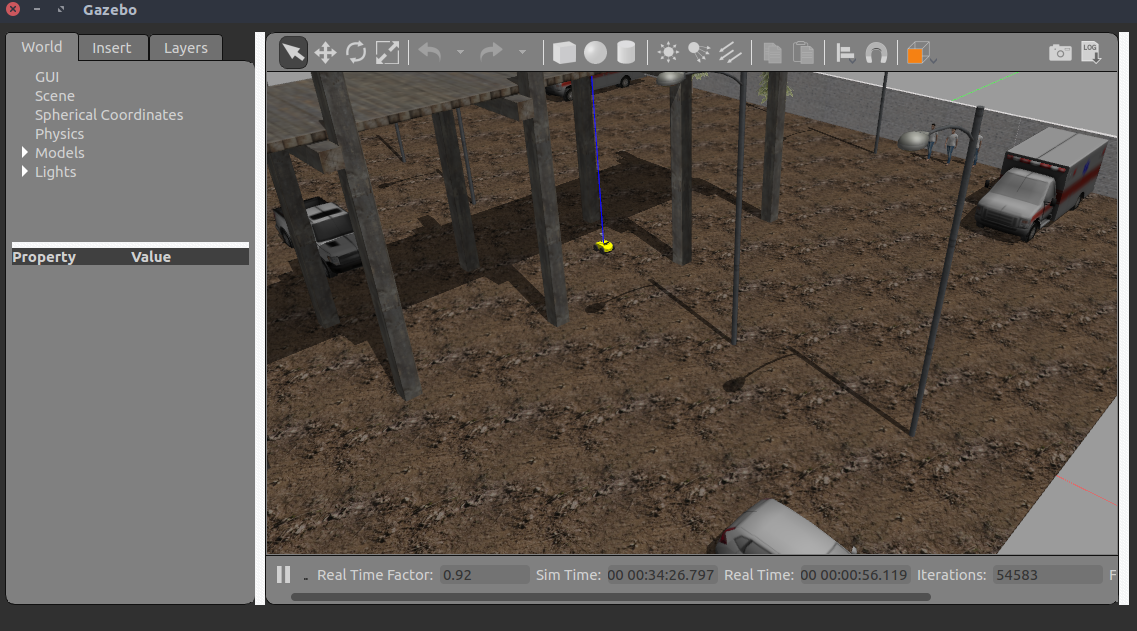 Gazebo
World Insert Layers
GUI
Scene
Spherical Coordinates
Physics
Models
Lights
Property Value
LOG
Real Time Factor: 0.92 Sim Time: 00 00:34:26.797 Real Time: 00 00:00:56.119 Iterations: 54583 F